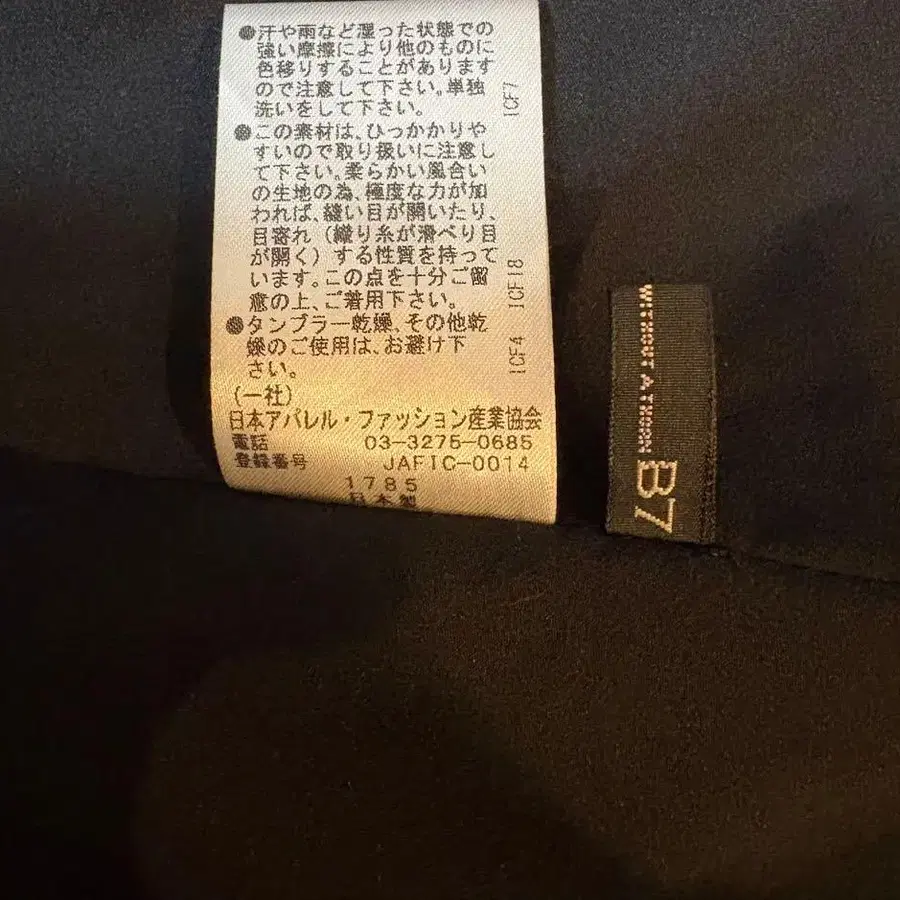 ●汗や雨など湿った状態での
強い摩擦により他のものに
色移りすることがあります
ので注意して下さい。単独
洗いをして下さい。
ICF7
●この素材は、ひっかかりや
すいので取り扱いに注意し
て下さい。柔らかい風合い
の生地の為、極度な力が加
われば、縫い目が開いたり、
目寄れ（織り糸が滑べり目
が開く）する性質を持って
います。この点を十分ご留
意の上、ご着用下さい。
ICF18
●タンブラー乾燥、その他乾
燥のご使用は、お避け下
さい。
ICF4
(一社)
日本アパレル・ファッション産業協会
電話 03-3275-0685
登録番号 JAFIC-0014
1785
日本製
WITHOUT A THORN
B7